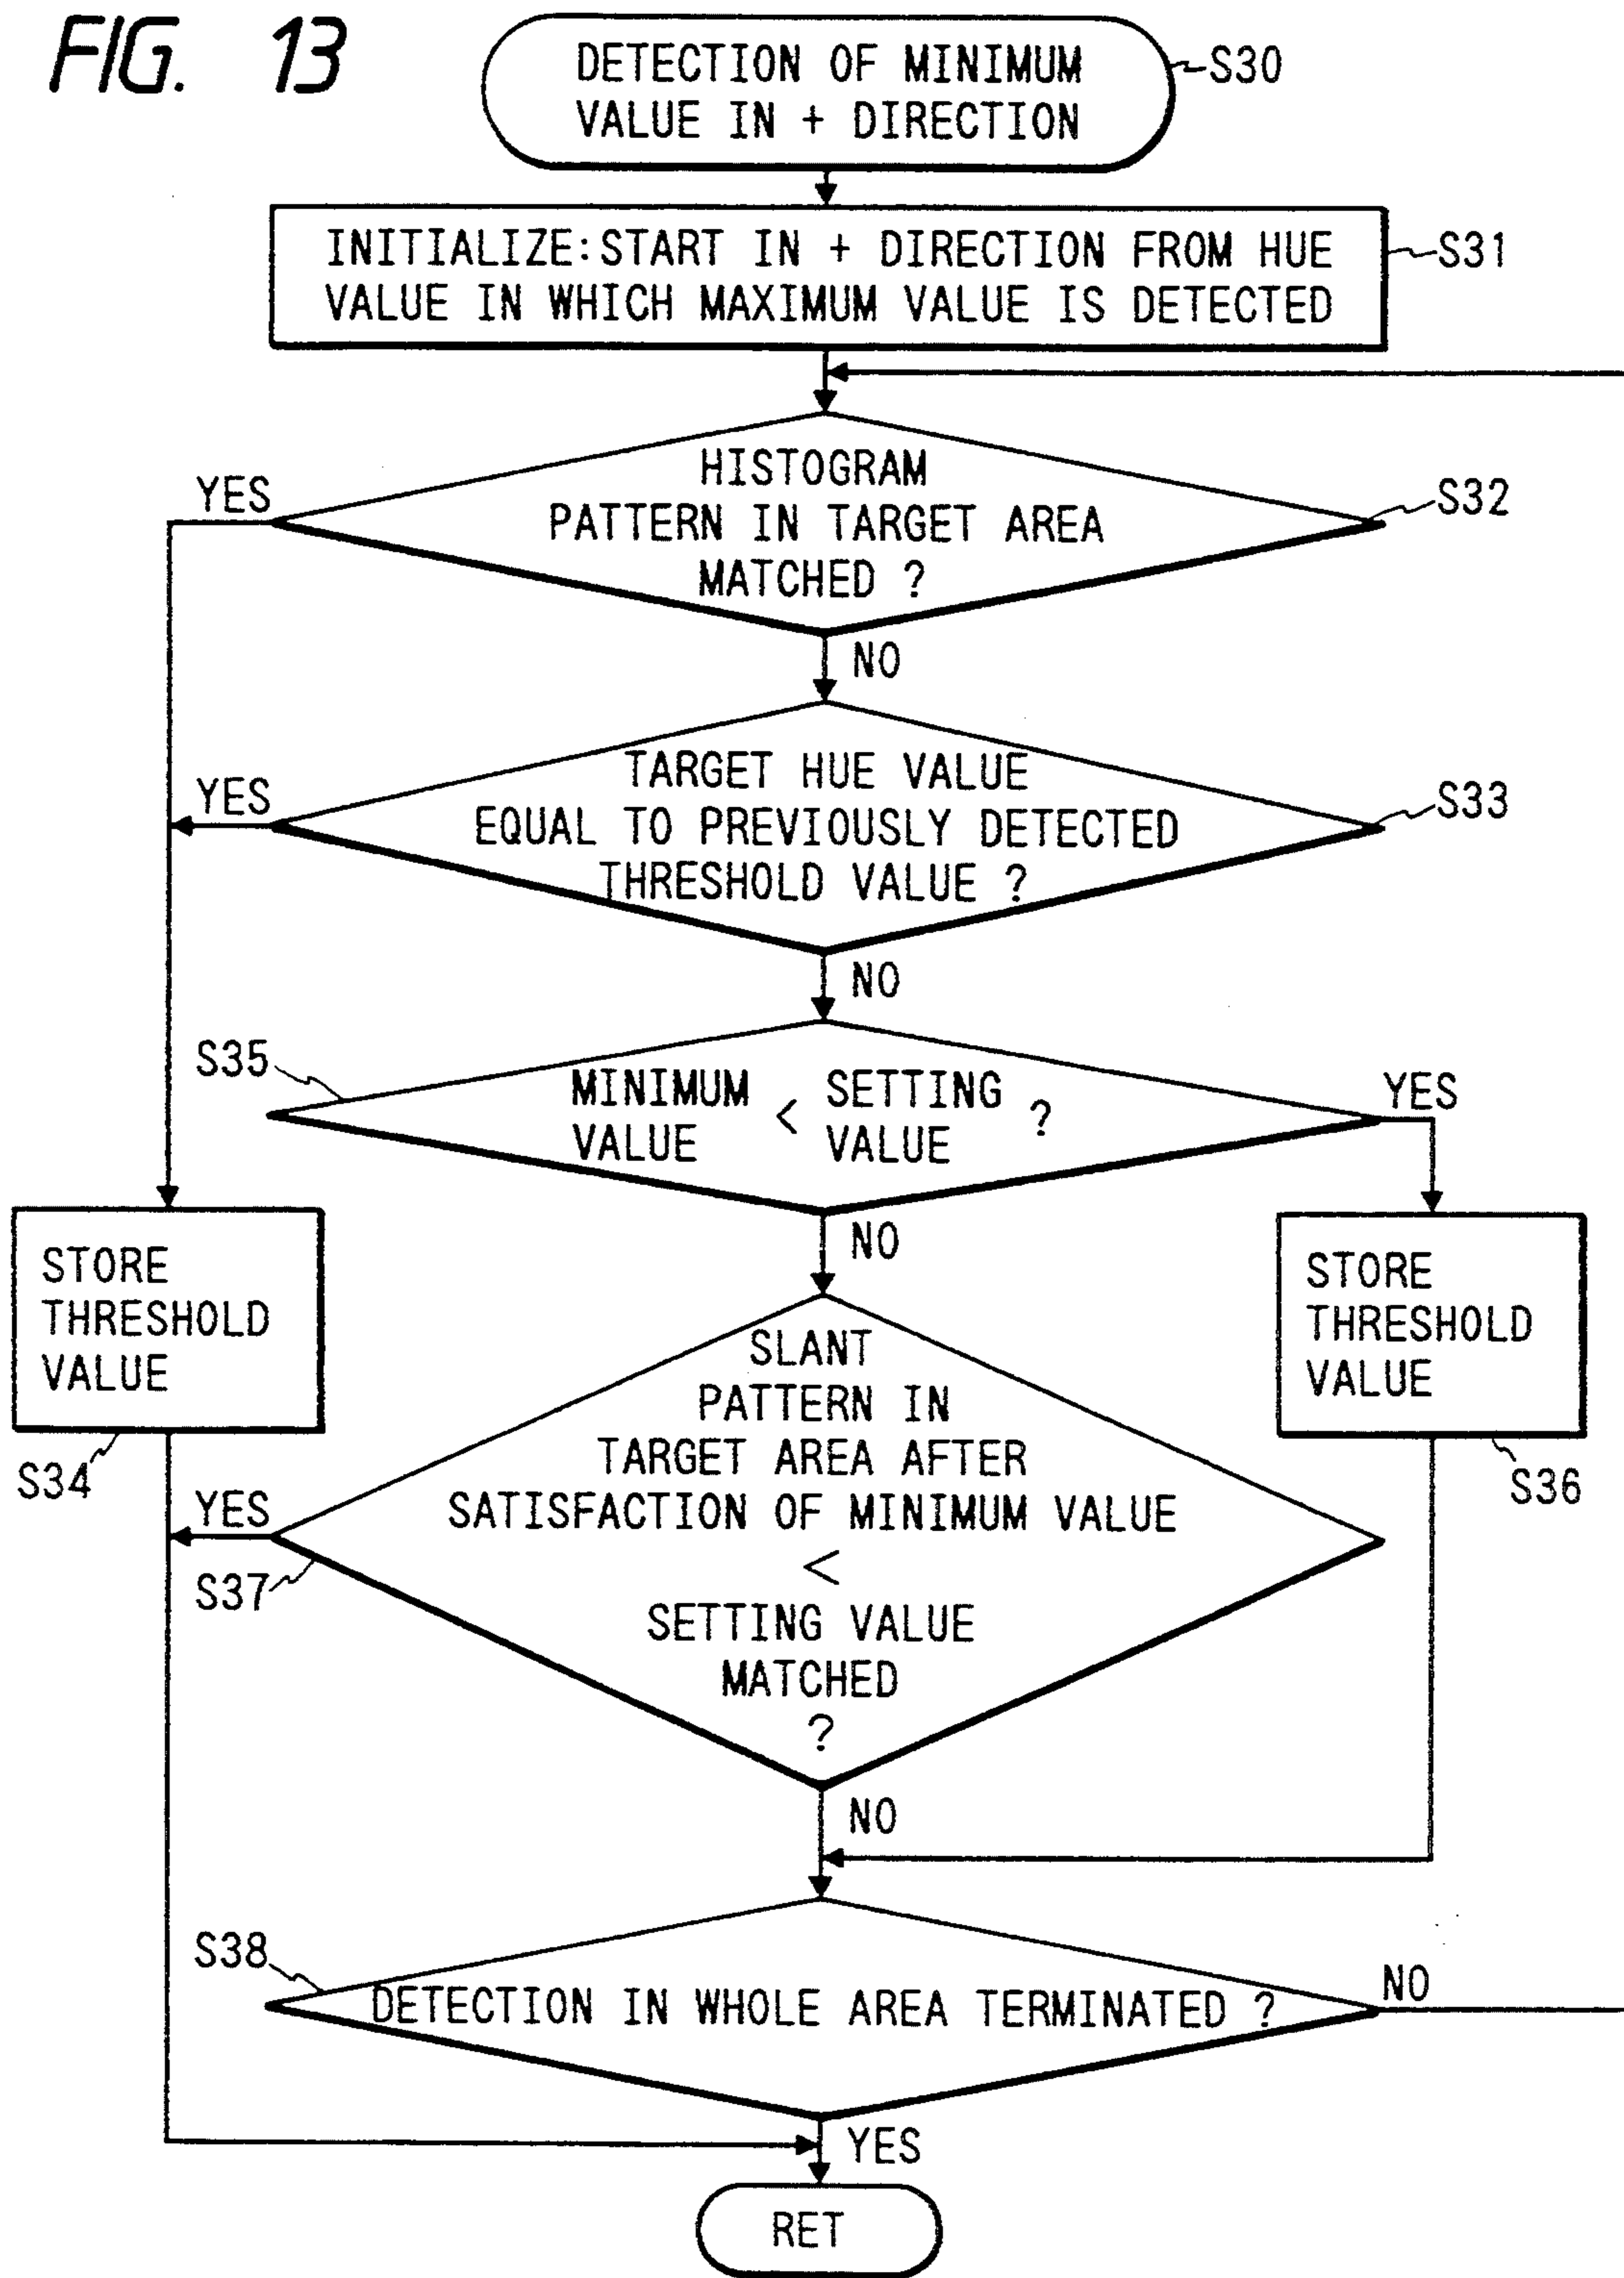 FIG. 13
DETECTION OF MINIMUM
VALUE IN + DIRECTION
S30
INITIALIZE:START IN + DIRECTION FROM HUE
VALUE IN WHICH MAXIMUM VALUE IS DETECTED
S31
HISTOGRAM
PATTERN IN TARGET AREA
MATCHED ?
S32
YES
NO
TARGET HUE VALUE
EQUAL TO PREVIOUSLY DETECTED
THRESHOLD VALUE ?
S33
YES
NO
S35
MINIMUM
VALUE
<
SETTING
VALUE
?
YES
NO
STORE
THRESHOLD
VALUE
S34
STORE
THRESHOLD
VALUE
S36
SLANT
PATTERN IN
TARGET AREA AFTER
SATISFACTION OF MINIMUM VALUE
<
SETTING VALUE
MATCHED
?
YES
S37
NO
S38
DETECTION IN WHOLE AREA TERMINATED ?
NO
YES
RET